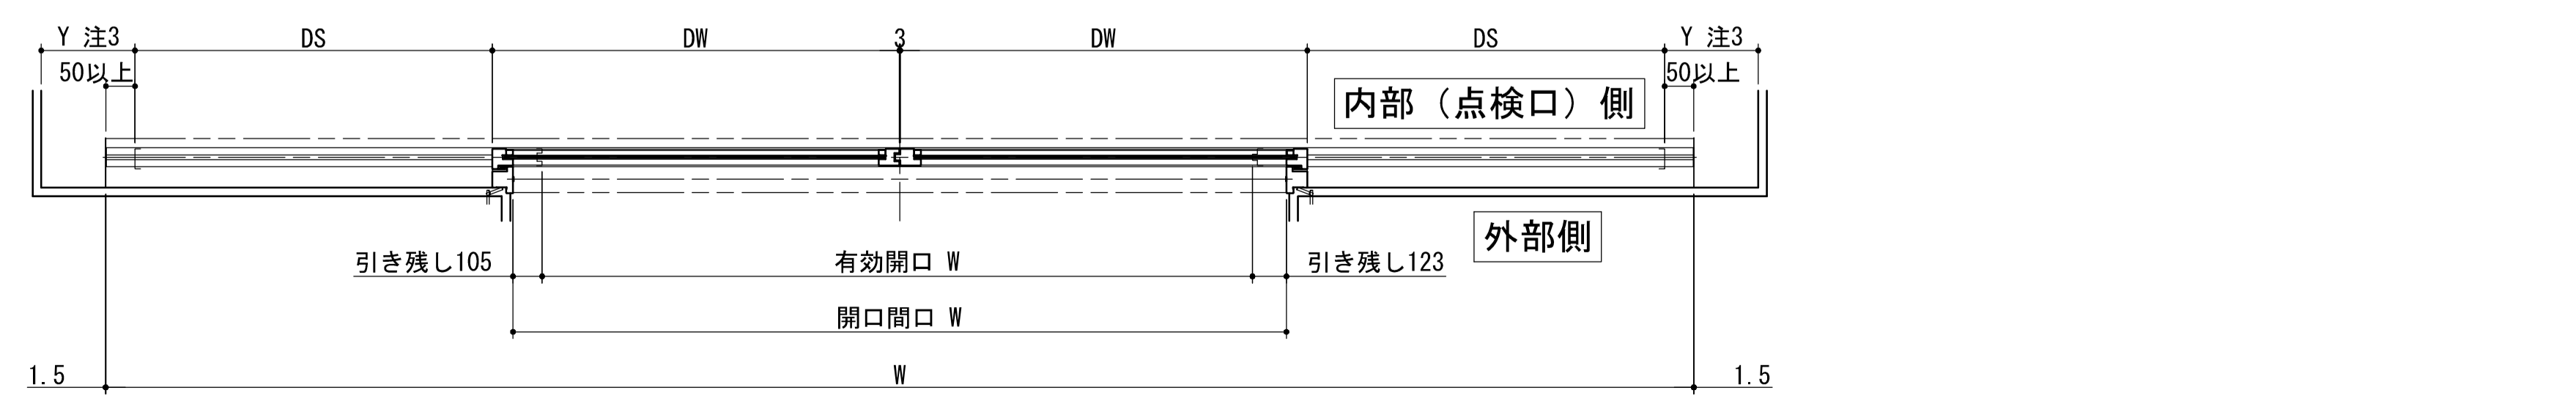 Y 注3 DS DW 3 DW DS Y 注3
50以上 50以上
内部（点検口）側
外部側
引き残し105 有効開口 W 引き残し123
開口間口 W
1.5 W 1.5